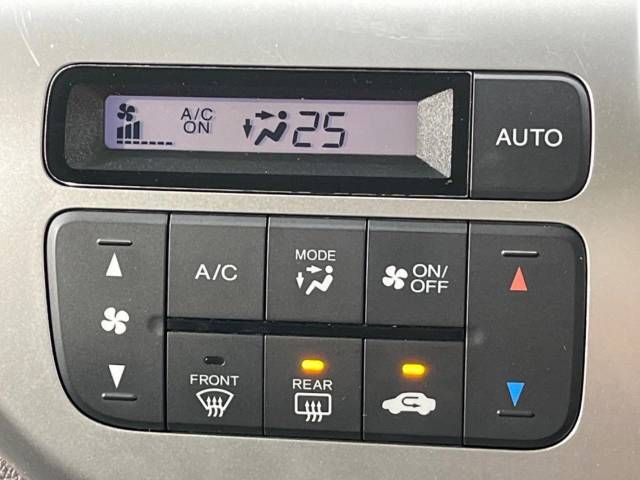 A/C
ON
25
AUTO
A/C
MODE
ON/
OFF
FRONT
REAR